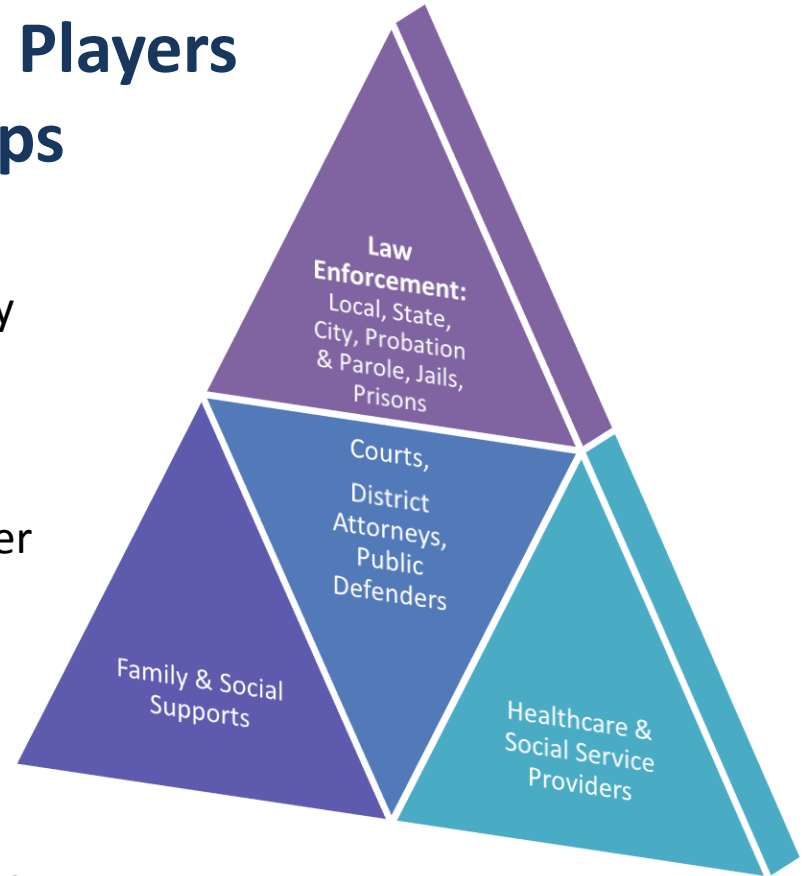 Players
ps
y
er
Law
Enforcement:
Local, State,
City, Probation
& Parole, Jails,
Prisons
Courts,
District
Attorneys,
Public
Defenders
Family & Social
Supports
Healthcare &
Social Service
Providers